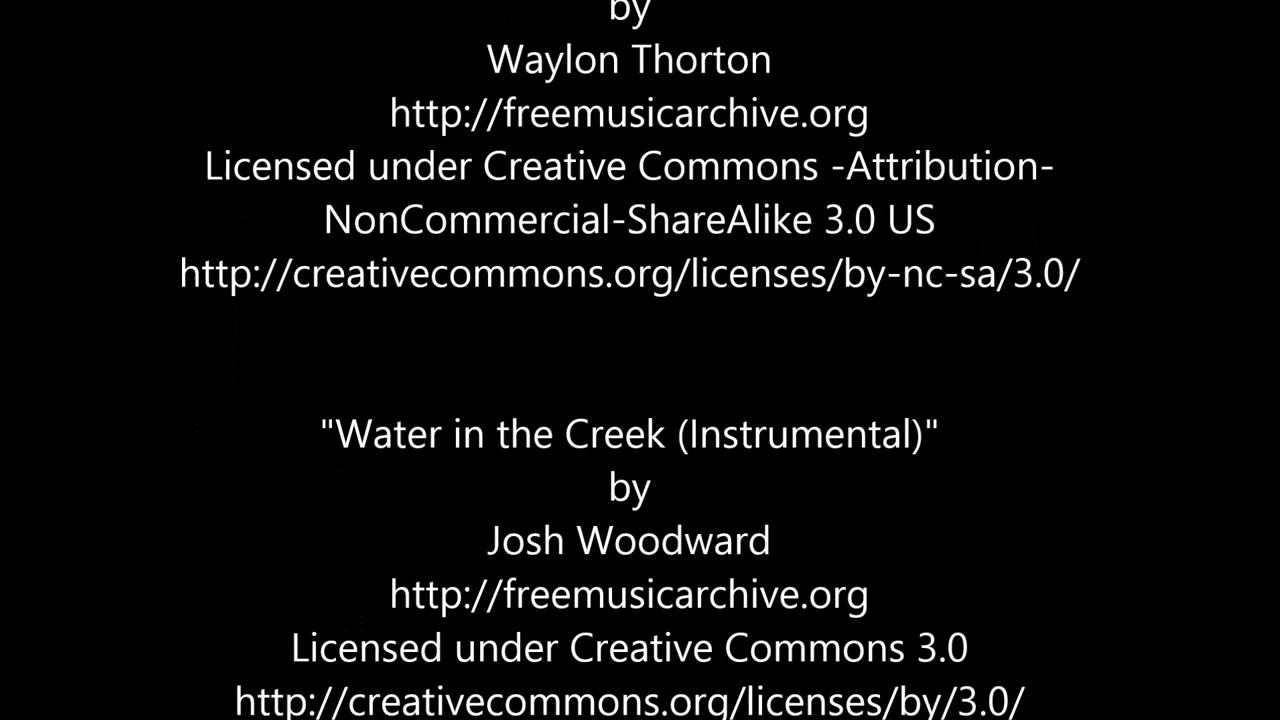 by
Waylon Thorton
http://freemusicarchive.org
Licensed under Creative Commons -Attribution-
NonCommercial-ShareAlike 3.0 US
http://creativecommons.org/licenses/by-nc-sa/3.0/
"Water in the Creek (Instrumental)"
by
Josh Woodward
http://freemusicarchive.org
Licensed under Creative Commons 3.0
http://creativecommons.org/licenses/by/3.0/